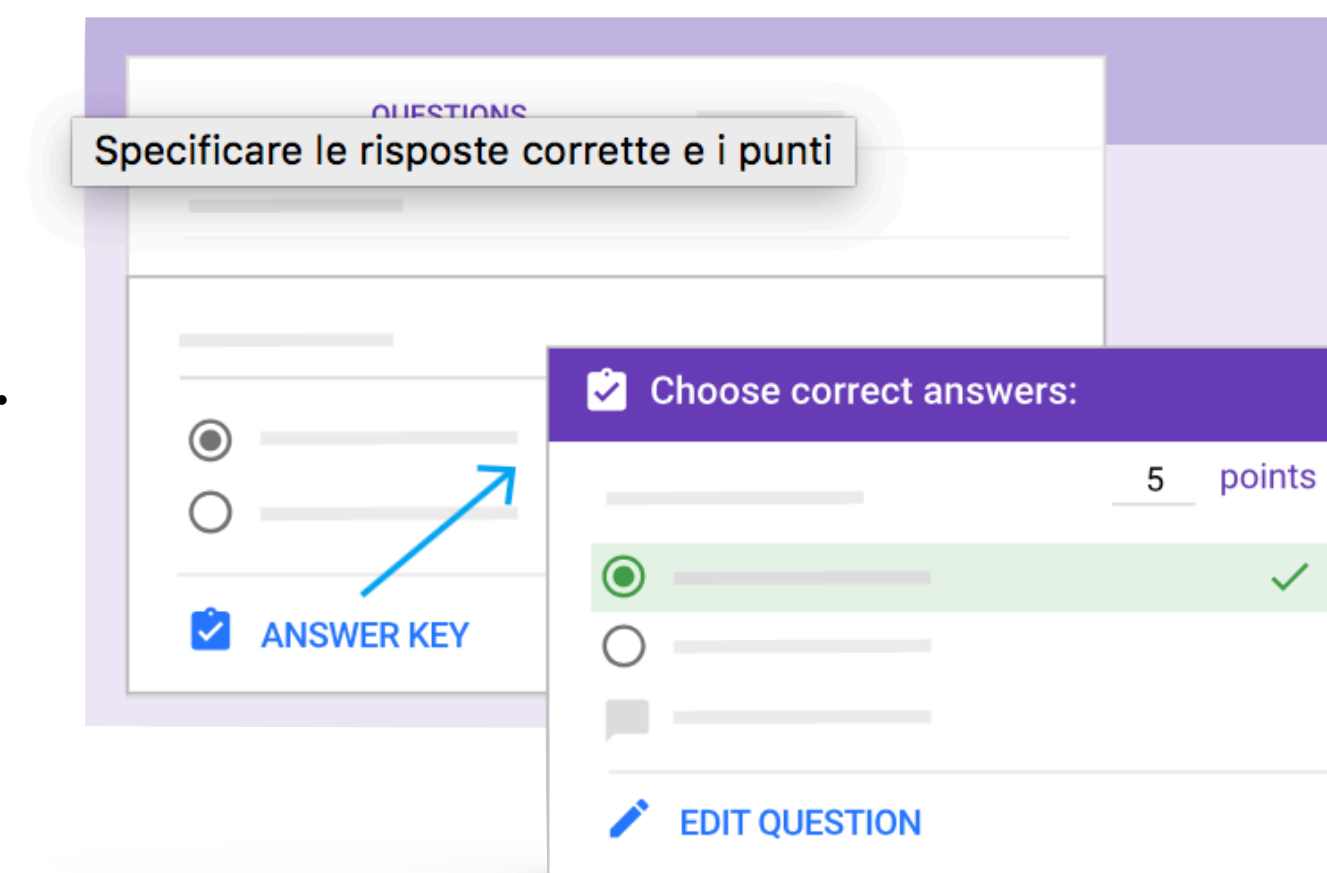 QUESTIONS
Specificare le risposte corrette e i punti
Choose correct answers:
5 points
ANSWER KEY
EDIT QUESTION